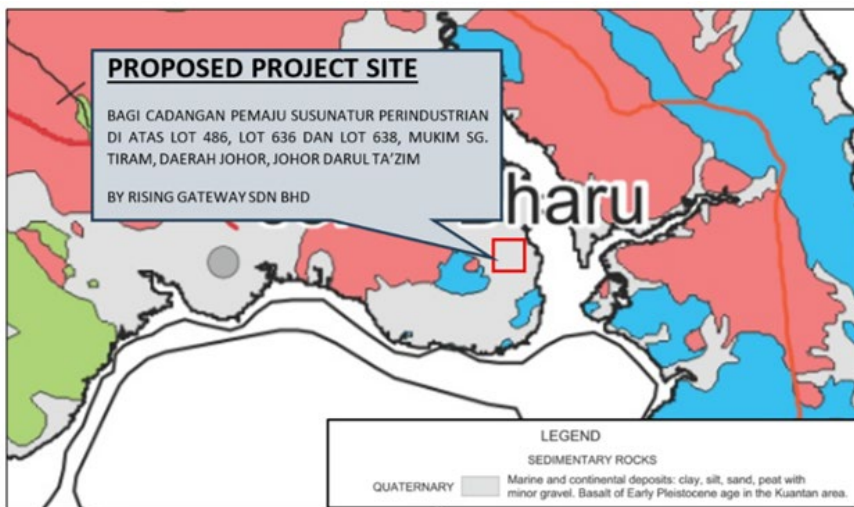 PROPOSED PROJECT SITE
BAGI CADANGAN PEMAJU SUSUNATUR PERINDUSTRIAN
DI ATAS LOT 486, LOT 636 DAN LOT 638, MUKIM SG.
TIRAM, DAERAH JOHOR, JOHOR DARUL TA'ZIM
BY RISING GATEWAY SDN BHD
Bharu
LEGEND
SEDIMENTARY ROCKS
QUATERNARY
Marine and continental deposits: clay, silt, sand, peat with
minor gravel. Basalt of Early Pleistocene age in the Kuantan area.